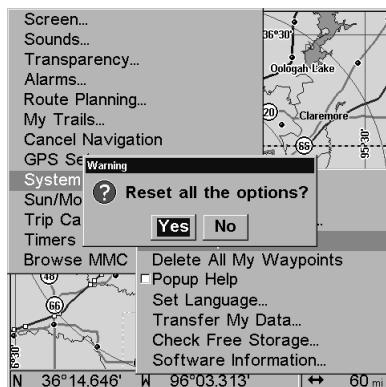 Screen...
Sounds...
Transparency...
Alarms...
Route Planning...
My Trails...
Cancel Navigation
GPS Se
System
Sun/Mo
Trip Ca
Timers
Browse MMC
36°30'
Oologah Lake
20
Claremore
66
95°30'
Warning
Reset all the options?
Yes No
Delete All My Waypoints
Popup Help
Set Language...
Transfer My Data...
Check Free Storage...
Software Information...
48
66
6°30'
N 36°14.646' W 96°03.313' ↔ 60 mi